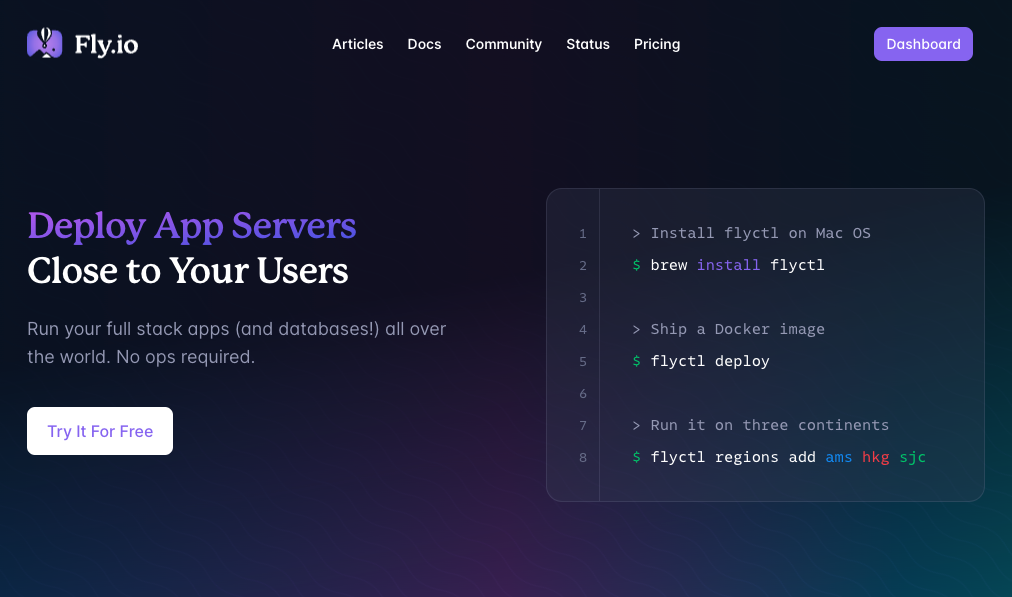 Fly.io
Articles Docs Community Status Pricing
Dashboard
Deploy App Servers
Close to Your Users
Run your full stack apps (and databases!) all over
the world. No ops required.
Try It For Free
1 > Install flyctl on Mac OS
2 $ brew install flyctl
3
4 > Ship a Docker image
5 $ flyctl deploy
6
7 > Run it on three continents
8 $ flyctl regions add ams hkg sjc